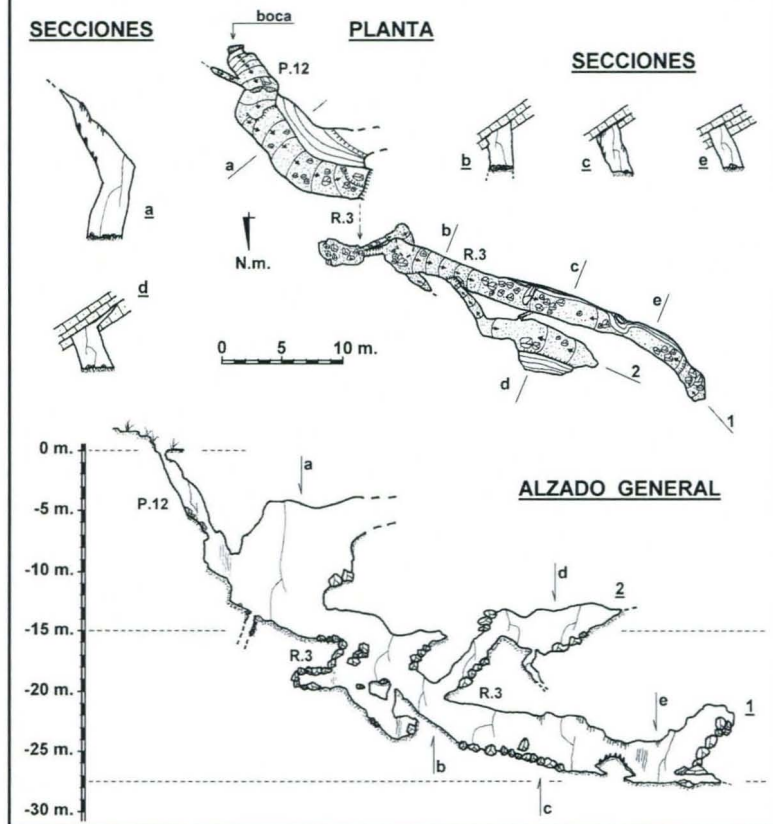 SECCIONES
boca
PLANTA
SECCIONES
P.12
a
a
b
c
e
R.3
N.m.
b
R.3
c
e
d
0 5 10 m.
d
2
1
0 m.
-5 m.
-10 m.
-15 m.
-20 m.
-25 m.
-30 m.
ALZADO GENERAL
a
P.12
d
2
R.3
R.3
e
1
b
c